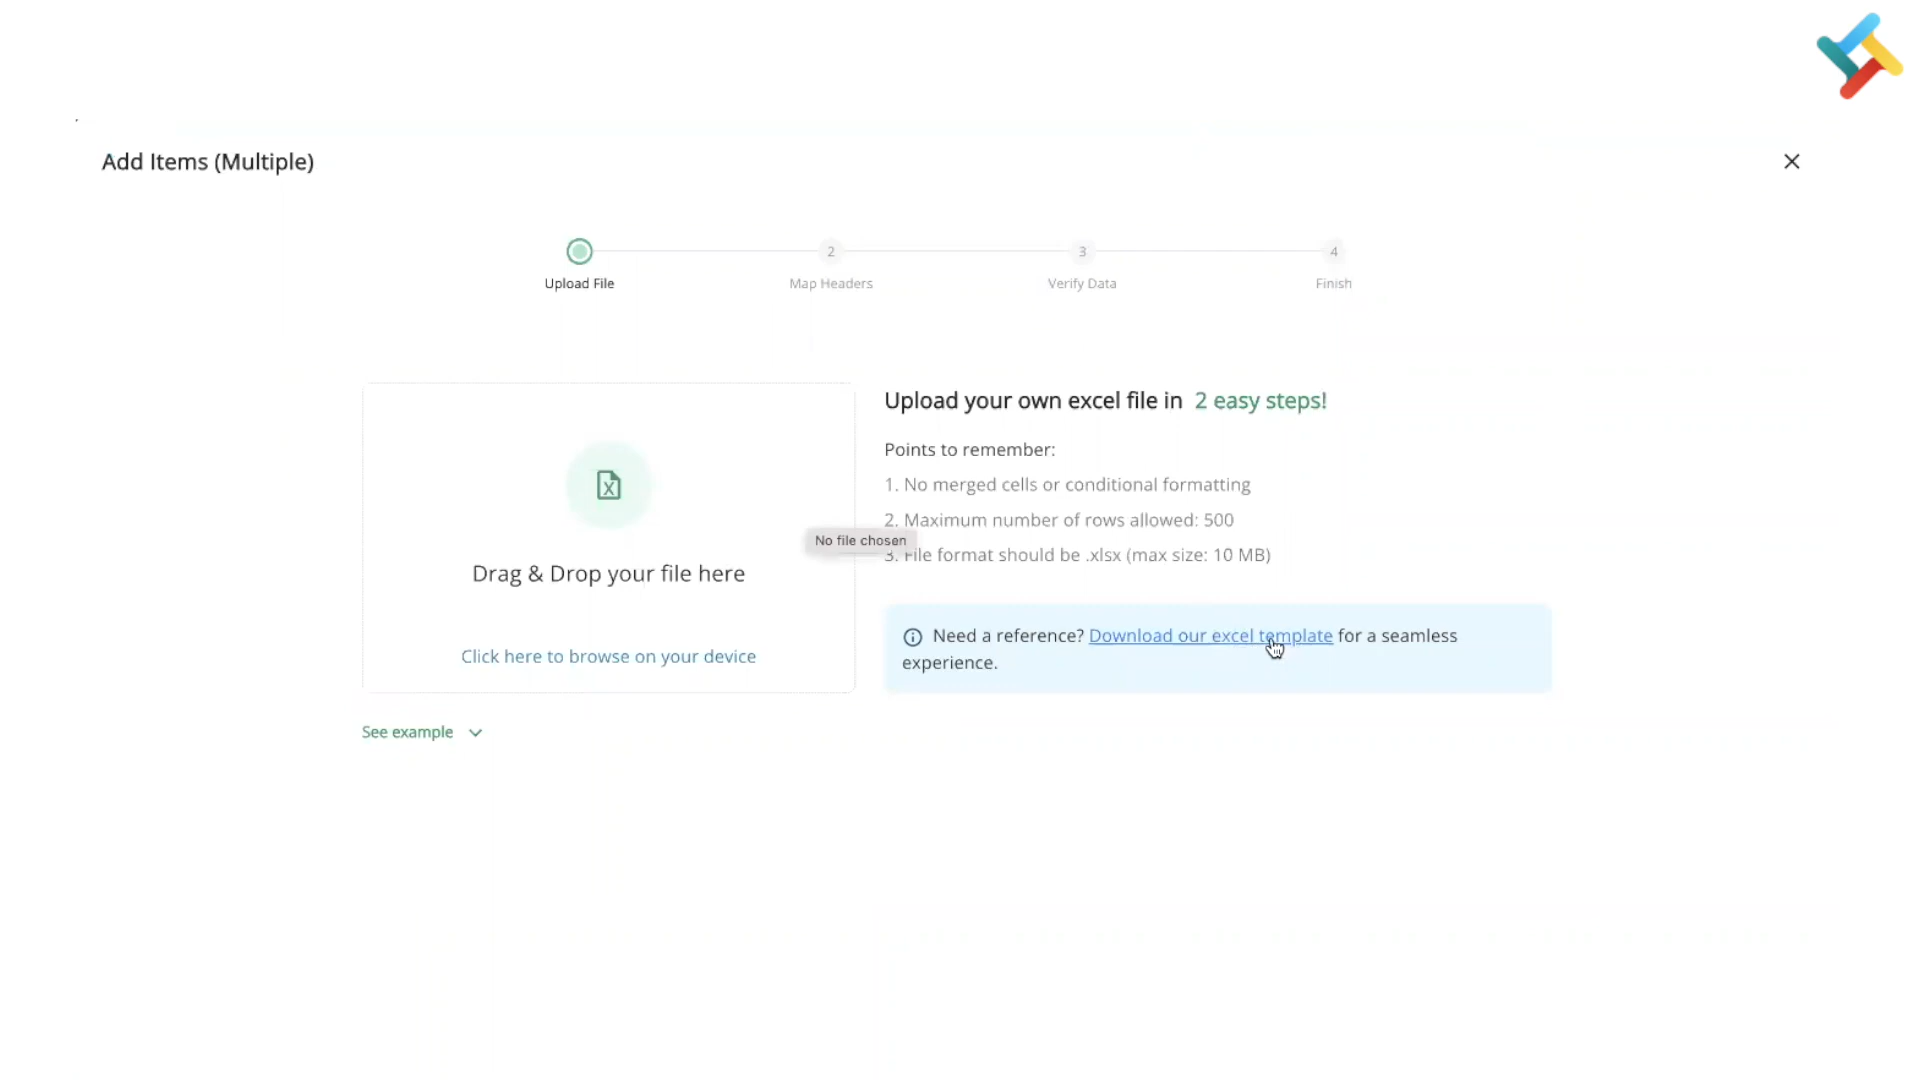 Add Items (Multiple)
2
3
4
Upload File
Map Headers
Verify Data
Finish
Upload your own excel file in 2 easy steps!
Points to remember:
1. No merged cells or conditional formatting
2. Maximum number of rows allowed: 500
No file chosen
3. File format should be .xlsx (max size: 10 MB)
Drag & Drop your file here
Click here to browse on your device
Need a reference? Download our excel template for a seamless
experience.
See example